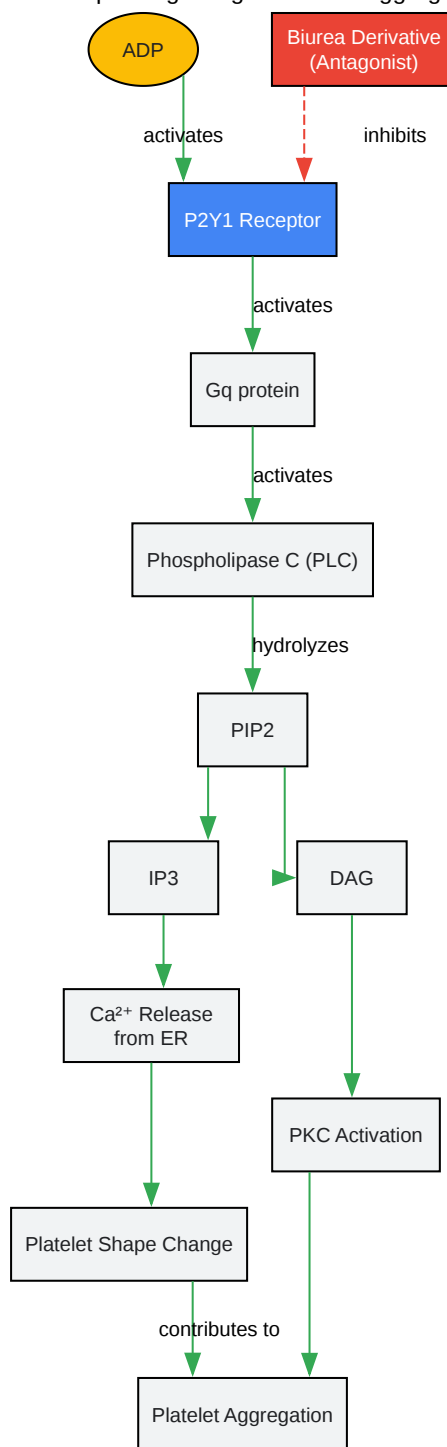 ADP
Biurea Derivative
(Antagonist)
activates
inhibits
P2Y1 Receptor
activates
Gq protein
activates
Phospholipase C (PLC)
hydrolyzes
PIP2
IP3
DAG
Ca²⁺ Release
from ER
PKC Activation
Platelet Shape Change
contributes to
Platelet Aggregation